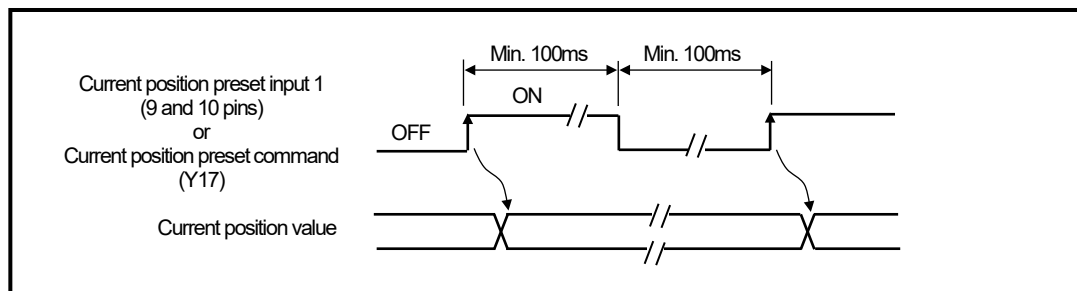 Min. 100ms
Min. 100ms
Current position preset input 1
(9 and 10 pins)
or
Current position preset command
(Y17)
ON
OFF
Current position value